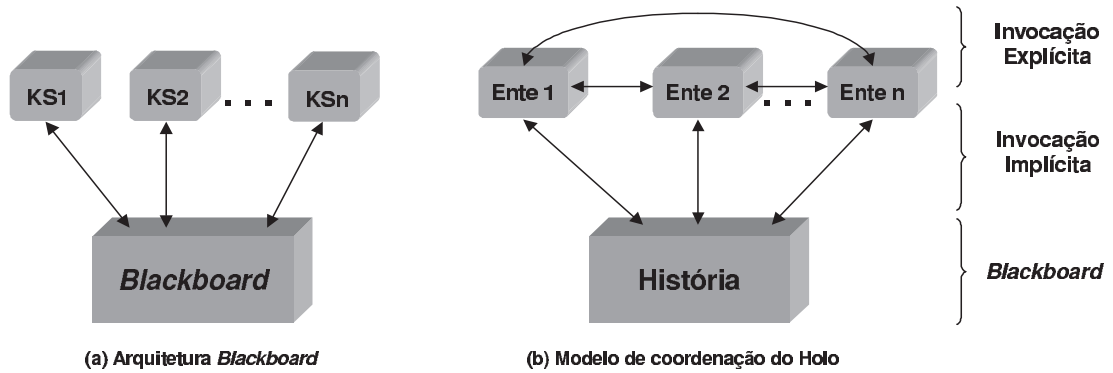 KS1
KS2
. . .
KSn
Blackboard
(a) Arquitetura Blackboard
Ente 1
Ente 2
. . .
Ente n
História
(b) Modelo de coordenação do Holo
Invocação
Explícita
Invocação
Implícita
Blackboard